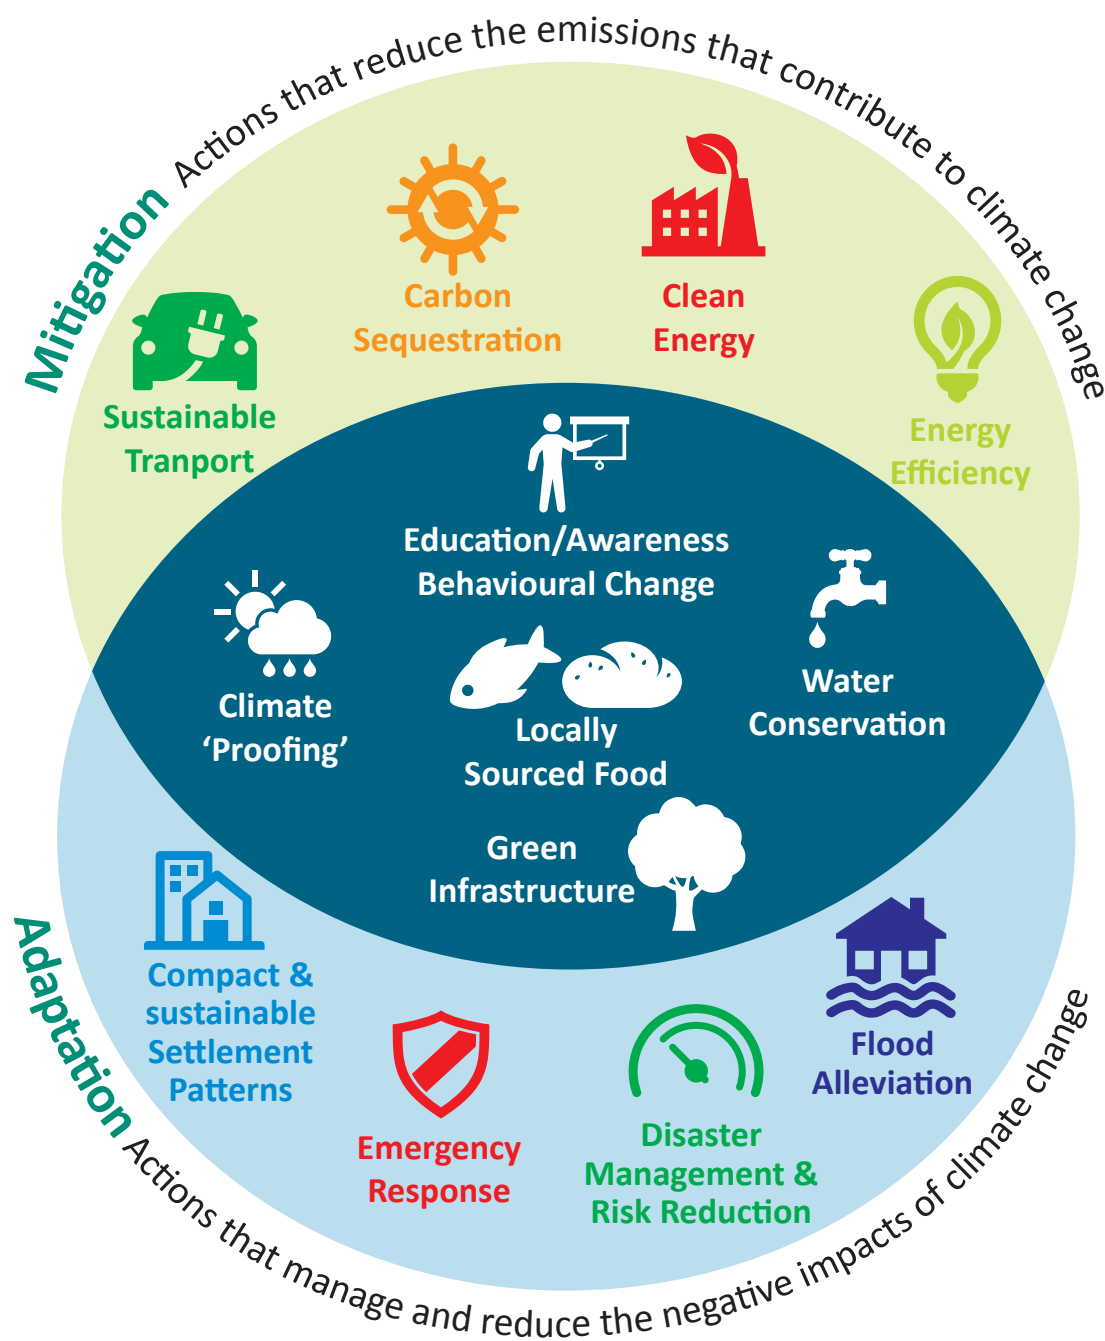 Mitigation Actions that reduce the emissions that contribute to climate change
Carbon
Sequestration
Clean
Energy
Sustainable
Tranport
Energy
Efficiency
Education/Awareness
Behavioural Change
Climate
‘Proofing’
Locally
Sourced Food
Water
Conservation
Green
Infrastructure
Compact &
sustainable
Settlement
Patterns
Emergency
Response
Disaster
Management &
Risk Reduction
Flood
Alleviation
Adaptation Actions that manage and reduce the negative impacts of climate change